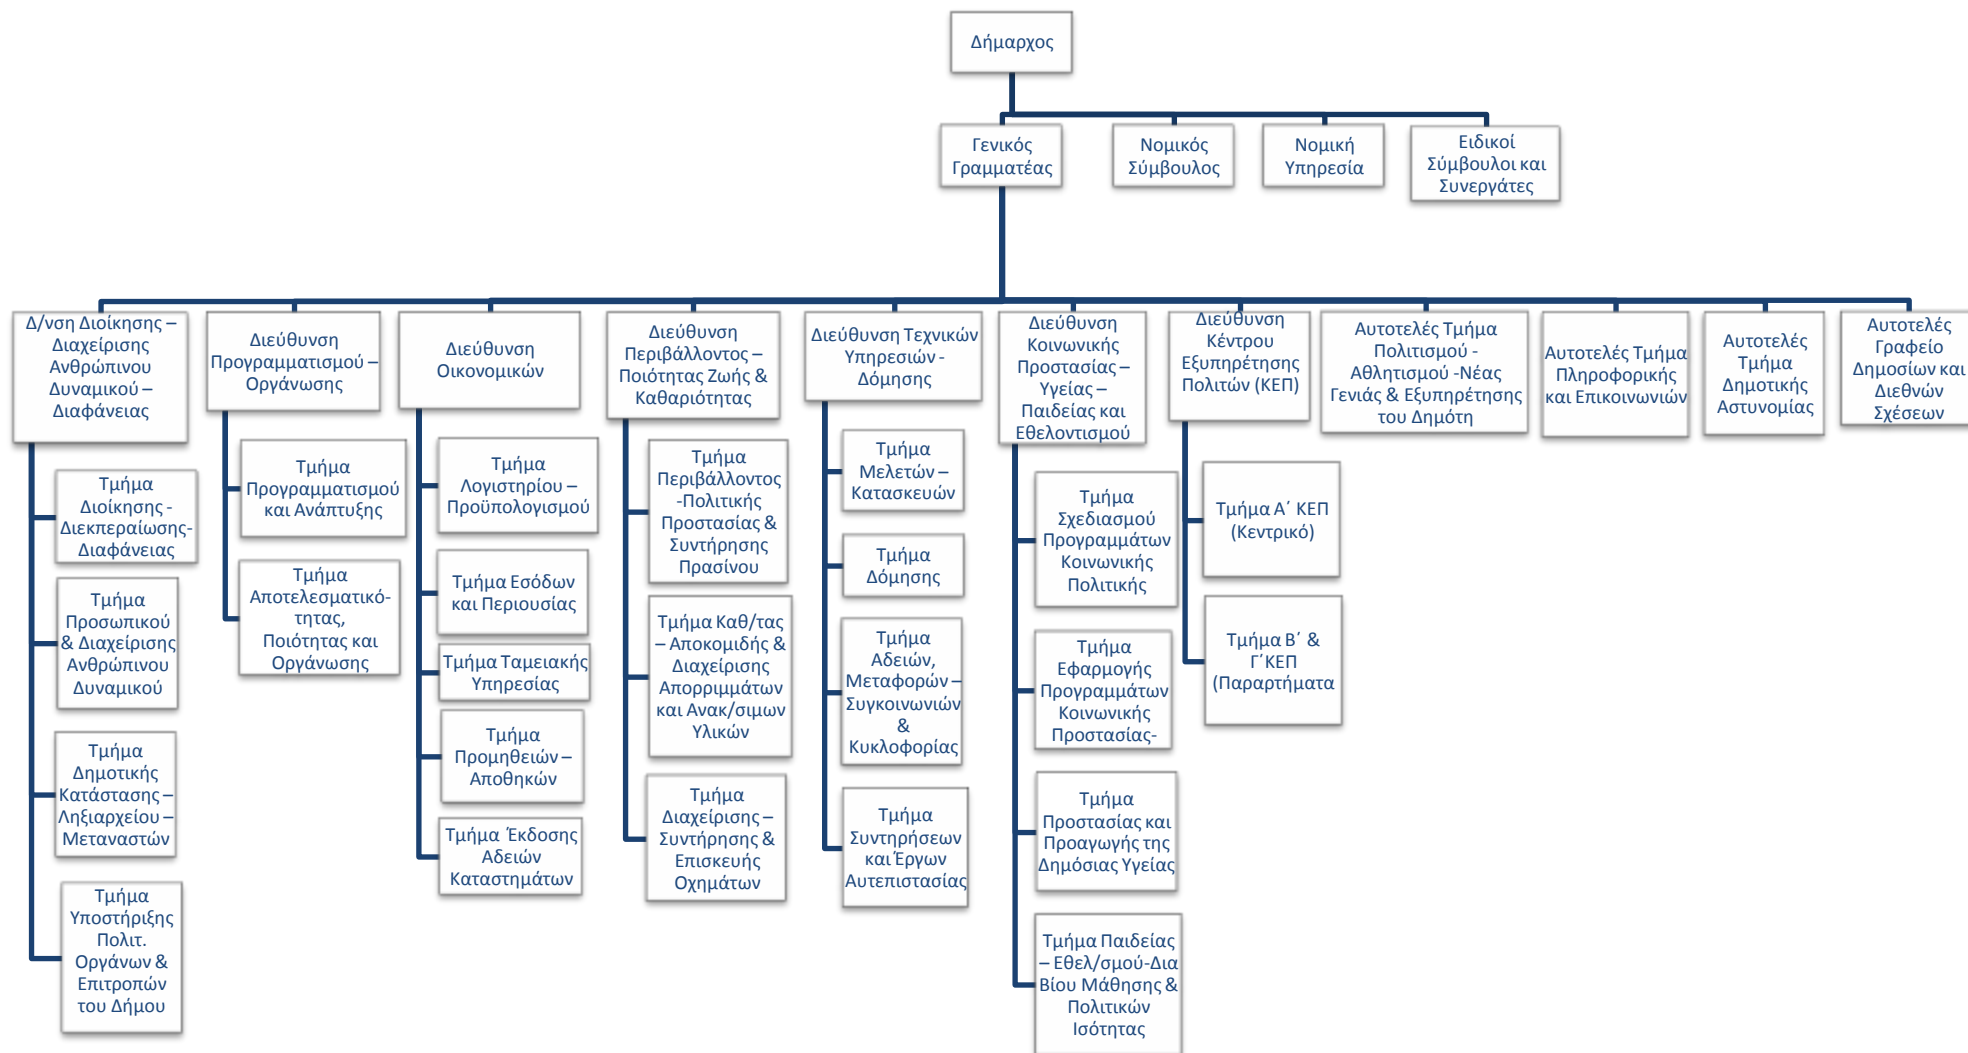 Δήμαρχος
Γενικός
Γραμματέας
Νομικός
Σύμβουλος
Νομική
Υπηρεσία
Ειδικοί
Σύμβουλοι και
Συνεργάτες
Δ/νση Διοίκησης –
Διαχείρισης
Ανθρώπινου
Δυναμικού –
Διαφάνειας
Τμήμα
Διοίκησης -
Διεκπεραίωσης-
Διαφάνειας
Τμήμα
Προσωπικού
& Διαχείρισης
Ανθρώπινου
Δυναμικού
Τμήμα
Δημοτικής
Κατάστασης –
Ληξιαρχείου –
Μεταναστών
Τμήμα
Υποστήριξης
Πολιτ.
Οργάνων &
Επιτροπών
του Δήμου
Διεύθυνση
Προγραμματισμού –
Οργάνωσης
Τμήμα
Προγραμματισμού
και Ανάπτυξης
Τμήμα
Αποτελεσματικό-
τητας,
Ποιότητας και
Οργάνωσης
Διεύθυνση
Οικονομικών
Τμήμα
Λογιστηρίου –
Προϋπολογισμού
Τμήμα Εσόδων
και Περιουσίας
Τμήμα Ταμειακής
Υπηρεσίας
Τμήμα
Προμηθειών –
Αποθηκών
Τμήμα Έκδοσης
Αδειών
Καταστημάτων
Διεύθυνση
Περιβάλλοντος –
Ποιότητας Ζωής &
Καθαριότητας
Τμήμα
Περιβάλλοντος
-Πολιτικής
Προστασίας &
Συντήρησης
Πρασίνου
Τμήμα Καθ/τας
– Αποκομιδής &
Διαχείρισης
Απορριμμάτων
και Ανακ/σιμων
Υλικών
Τμήμα
Διαχείρισης –
Συντήρησης &
Επισκευής
Οχημάτων
Διεύθυνση Τεχνικών
Υπηρεσιών -
Δόμησης
Τμήμα
Μελετών –
Κατασκευών
Τμήμα
Δόμησης
Τμήμα
Αδειών,
Μεταφορών –
Συγκοινωνιών
&
Κυκλοφορίας
Τμήμα
Συντηρήσεων
και Έργων
Αυτεπιστασίας
Διεύθυνση
Κοινωνικής
Προστασίας –
Υγείας –
Παιδείας και
Εθελοντισμού
Τμήμα
Σχεδιασμού
Προγραμμάτων
Κοινωνικής
Πολιτικής
Τμήμα
Εφαρμογής
Προγραμμάτων
Κοινωνικής
Προστασίας-
Τμήμα
Προστασίας και
Προαγωγής της
Δημόσιας Υγείας
Τμήμα Παιδείας
– Εθελ/σμού-Δια
Βίου Μάθησης &
Πολιτικών
Ισότητας
Διεύθυνση
Κέντρου
Εξυπηρέτησης
Πολιτών (ΚΕΠ)
Τμήμα Α΄ ΚΕΠ
(Κεντρικό)
Τμήμα Β΄ &
Γ΄ΚΕΠ
(Παραρτήματα
Αυτοτελές Τμήμα
Πολιτισμού -
Αθλητισμού -Νέας
Γενιάς & Εξυπηρέτησης
του Δημότη
Αυτοτελές Τμήμα
Πληροφορικής
και Επικοινωνιών
Αυτοτελές
Τμήμα
Δημοτικής
Αστυνομίας
Αυτοτελές
Γραφείο
Δημοσίων και
Διεθνών
Σχέσεων